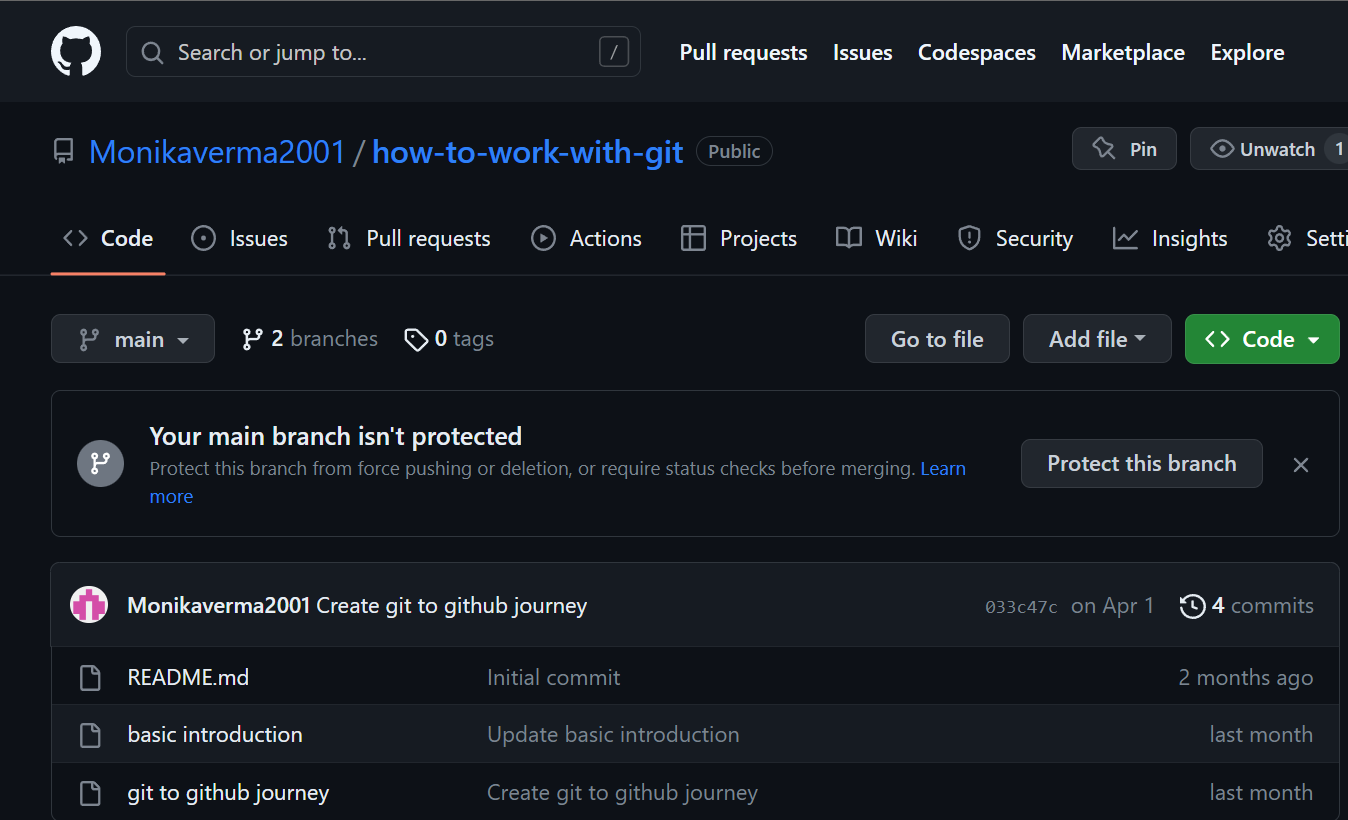 Search or jump to... /
Pull requests Issues Codespaces Marketplace Explore
Monikaverma2001 / how-to-work-with-git Public
Pin Unwatch 1
Code Issues Pull requests Actions Projects Wiki Security Insights Setti
main 2 branches 0 tags Go to file Add file Code
Your main branch isn't protected
Protect this branch from force pushing or deletion, or require status checks before merging. Learn
more
Protect this branch
Monikaverma2001 Create git to github journey 033c47c on Apr 1 4 commits
README.md Initial commit 2 months ago
basic introduction Update basic introduction last month
git to github journey Create git to github journey last month